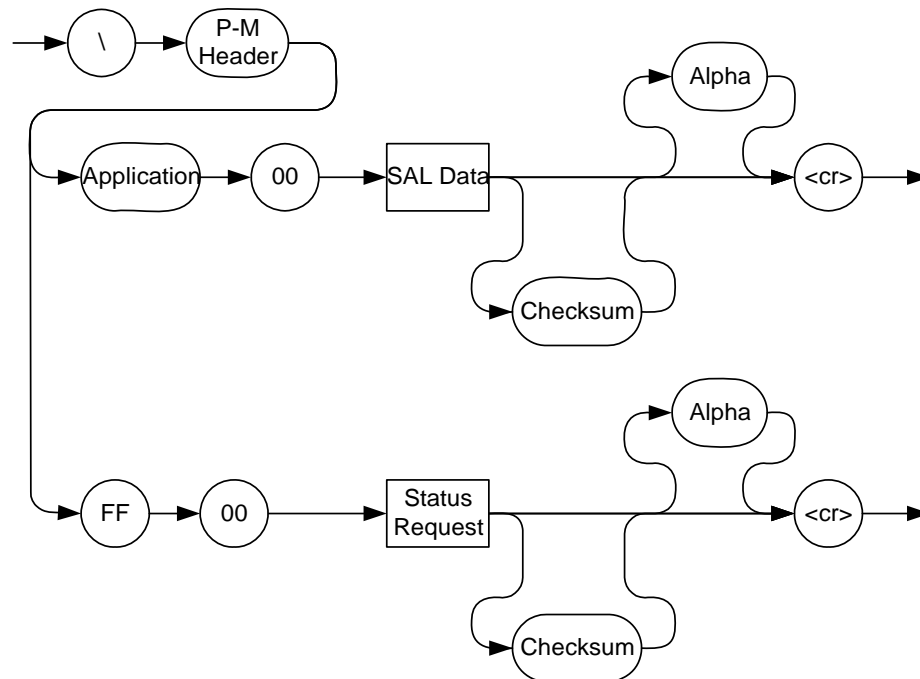 \
P-M
Header
Alpha
Application
00
SAL Data
<cr>
Checksum
Alpha
FF
00
Status
Request
<cr>
Checksum